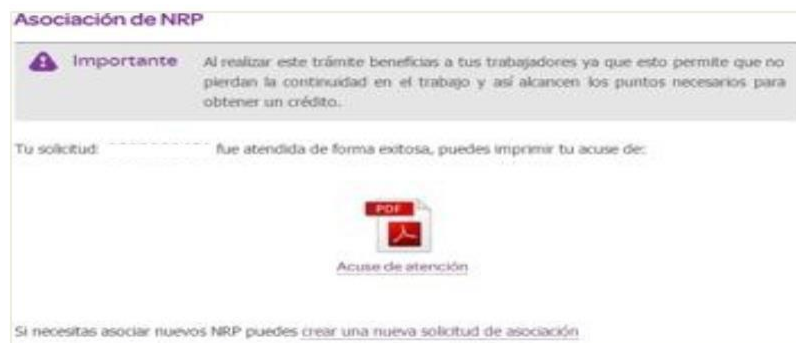 Asociación de NRP
Importante
Al realizar este trámite beneficias a tus trabajadores ya que esto permite que no
pierdan la continuidad en el trabajo y así alcancen los puntos necesarios para
obtener un crédito.
Tu solicitud: fue atendida de forma exitosa, puedes imprimir tu acuse de:
PDF
Acuse de atención
Si necesitas asociar nuevos NRP puedes crear una nueva solicitud de asociación